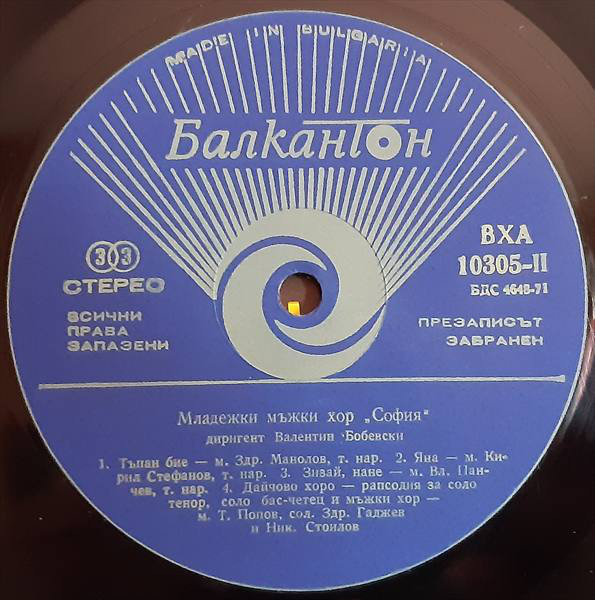 MADE IN BULGARIA
Балкантон
33
СТЕРЕО
ВСИЧНИ
ПРАВА
ЗАПАЗЕНИ
ВХА
10305-II
БДС 4648-71
ПРЕЗАПИСЪТ
ЗАБРАНЕН
Младежки мъжки хор „София“
диригент Валентин Бобевски
1. Тъпан бие — м. Здр. Манолов, т. нар. 2. Яна — м. Ки-
рил Стефанов, т. нар. 3. Зивай, нане — м. Вл. Пан-
чев, т. нар. 4. Дайчово хоро — рапсодия за соло
тенор, соло бас-четец и мъжки хор —
м. Т. Попов, сол. Здр. Гаджев
и Ник. Стоилов